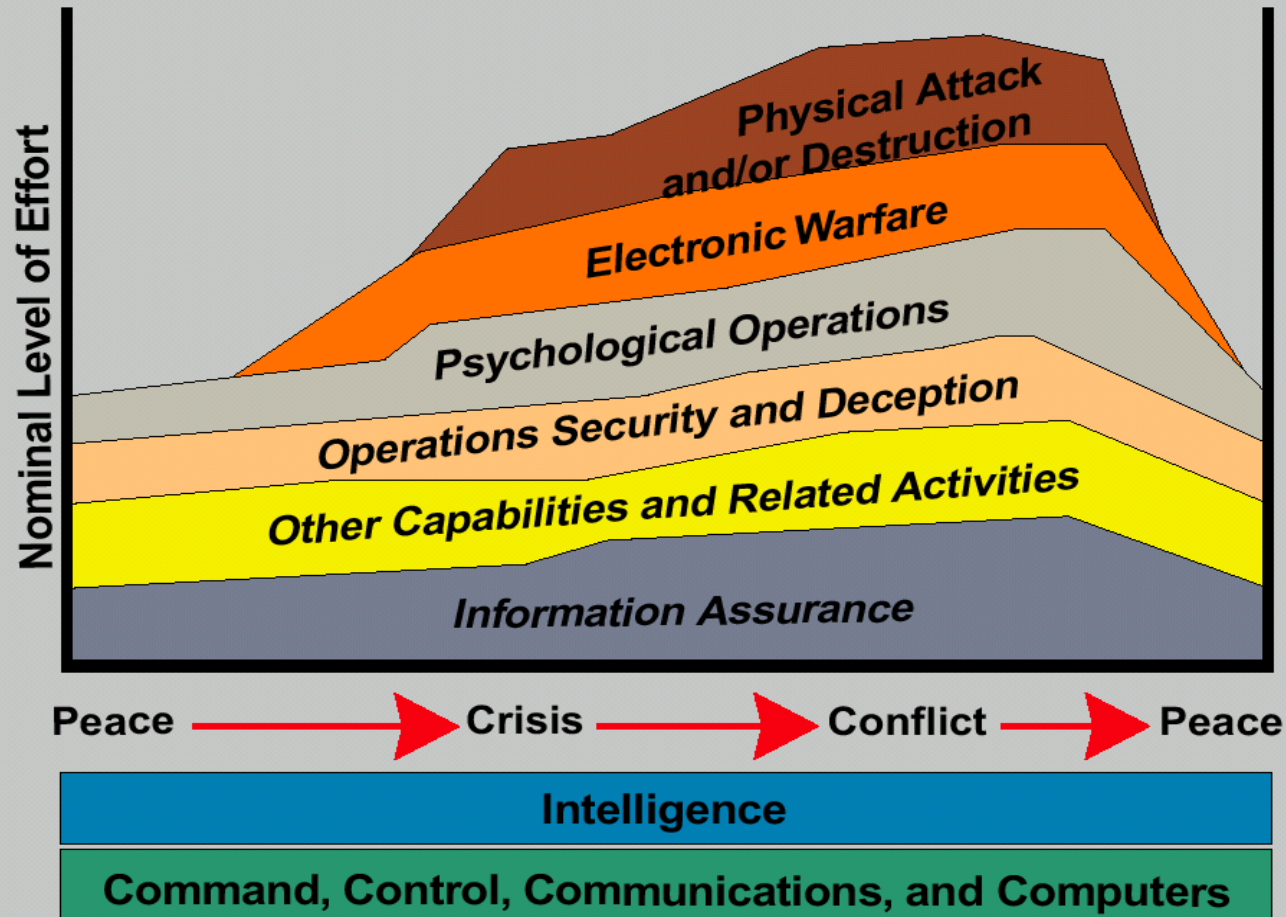 Nominal Level of Effort
Physical Attack
and/or Destruction
Electronic Warfare
Psychological Operations
Operations Security and Deception
Other Capabilities and Related Activities
Information Assurance
Peace Crisis Conflict Peace
Intelligence
Command, Control, Communications, and Computers